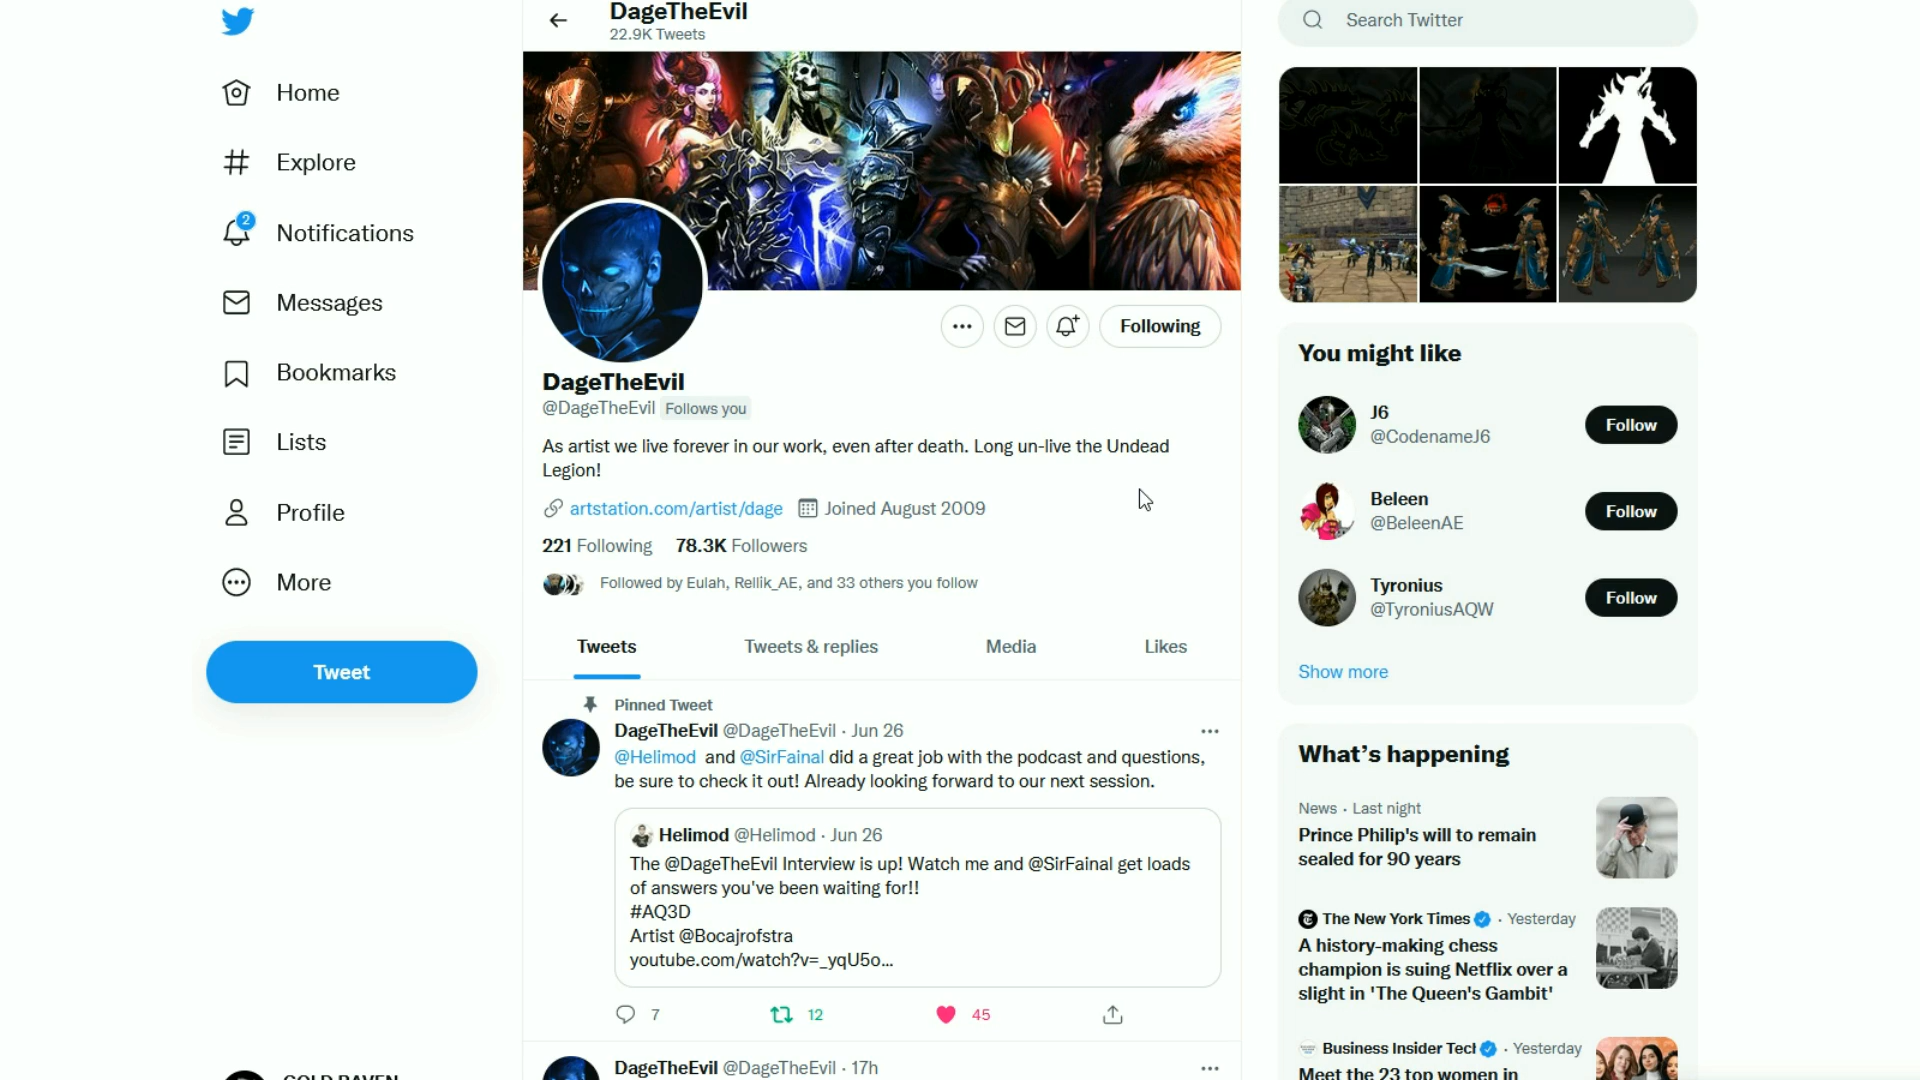 DageTheEvil
22.9K Tweets
Search Twitter
Home
Explore
2
Notifications
Messages
Bookmarks
Lists
Profile
More
Tweet
Following
DageTheEvil
@DageTheEvil Follows you
As artist we live forever in our work, even after death. Long un-live the Undead
Legion!
artstation.com/artist/dage Joined August 2009
221 Following 78.3K Followers
Followed by Eulah, Rellik_AE, and 33 others you follow
Tweets Tweets & replies Media Likes
Pinned Tweet
DageTheEvil @DageTheEvil · Jun 26
@Helimod and @SirFainal did a great job with the podcast and questions,
be sure to check it out! Already looking forward to our next session.
Helimod @Helimod · Jun 26
The @DageTheEvil Interview is up! Watch me and @SirFainal get loads
of answers you've been waiting for!!
#AQ3D
Artist @Bocajrofstra
youtube.com/watch?v=_yqU5o...
7 12 45
DageTheEvil @DageTheEvil · 17h
You might like
J6
@CodenameJ6
Follow
Beleen
@BeleenAE
Follow
Tyronius
@TyroniusAQW
Follow
Show more
What's happening
News · Last night
Prince Philip's will to remain
sealed for 90 years
The New York Times · Yesterday
A history-making chess
champion is suing Netflix over a
slight in 'The Queen's Gambit'
Business Insider Tech · Yesterday
Meet the 23 top women in